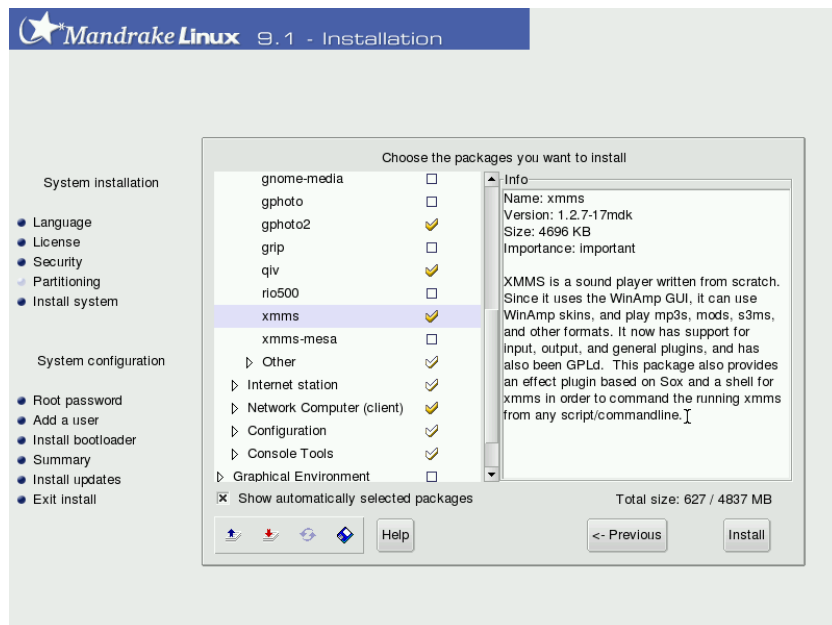 Mandrake Linux 9.1 - Installation
System installation
Language
License
Security
Partitioning
Install system
System configuration
Root password
Add a user
Install bootloader
Summary
Install updates
Exit install
Choose the packages you want to install
gnome-media
gphoto
gphoto2
grip
qiv
rio500
xmms
xmms-mesa
Other
Internet station
Network Computer (client)
Configuration
Console Tools
Graphical Environment
Info
Name: xmms
Version: 1.2.7-17mdk
Size: 4696 KB
Importance: important
XMMS is a sound player written from scratch.
Since it uses the WinAmp GUI, it can use
WinAmp skins, and play mp3s, mods, s3ms,
and other formats. It now has support for
input, output, and general plugins, and has
also been GPLd.  This package also provides
an effect plugin based on Sox and a shell for
xmms in order to command the running xmms
from any script/commandline.
Show automatically selected packages
Total size: 627 / 4837 MB
Help
<- Previous
Install